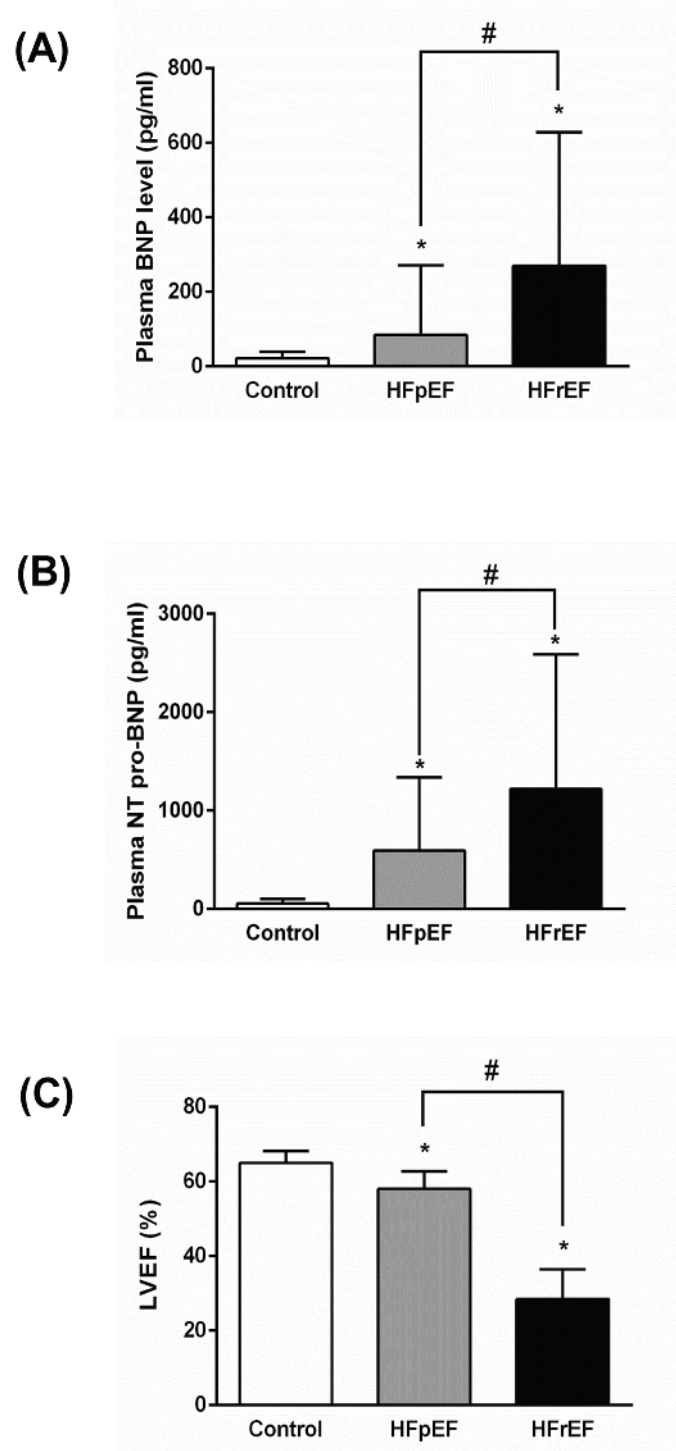 (A)
#
Plasma BNP level (pg/ml)
800
600
400
200
0
*
*
Control HFpEF HFrEF
(B)
#
Plasma NT pro-BNP (pg/ml)
3000
2000
1000
0
*
*
Control HFpEF HFrEF
(C)
#
LVEF (%)
80
60
40
20
0
*
*
Control HFpEF HFrEF